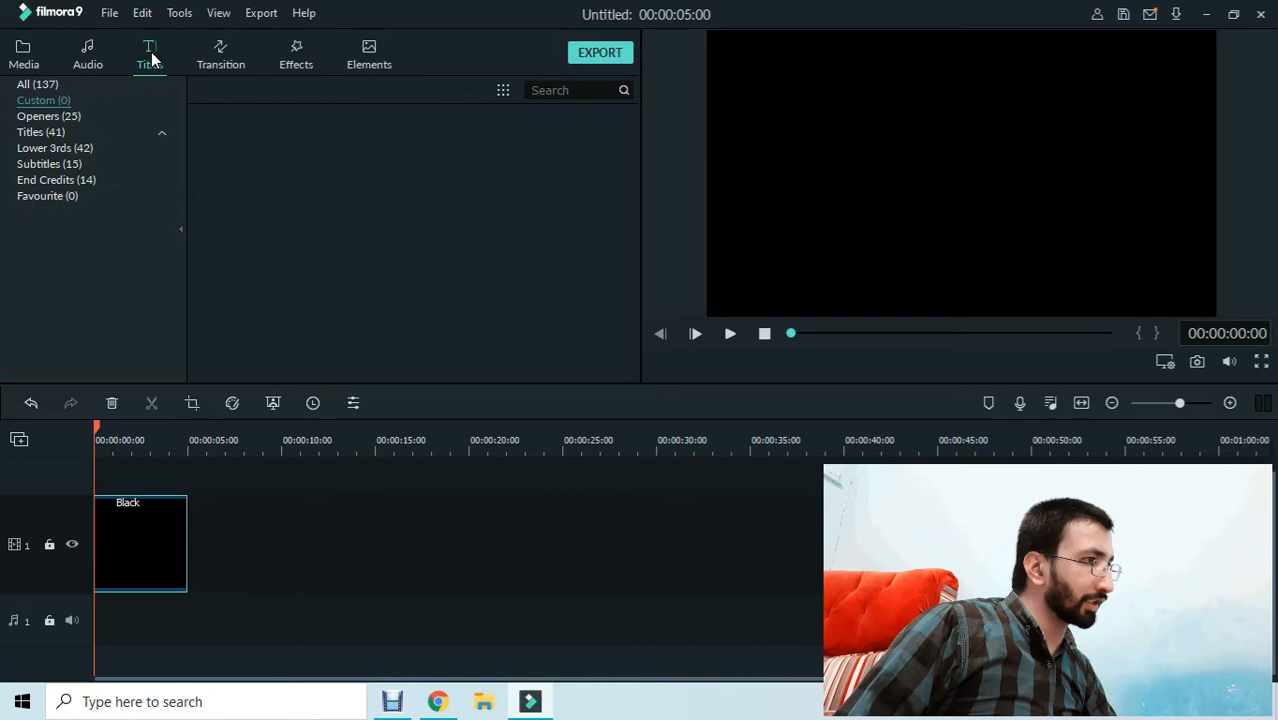 filmora9 File Edit Tools View Export Help Untitled: 00:00:05:00
Media Audio Titles Transition Effects Elements EXPORT
All (137)
Custom (0)
Openers (25)
Titles (41)
Lower 3rds (42)
Subtitles (15)
End Credits (14)
Favourite (0)
Search
{ } 00:00:00:00
00:00:00:00 00:00:05:00 00:00:10:00 00:00:15:00 00:00:20:00 00:00:25:00 00:00:30:00 00:00:35:00 00:00:40:00 00:00:45:00 00:00:50:00 00:00:55:00 00:01:00:00
Black
1
1
Type here to search